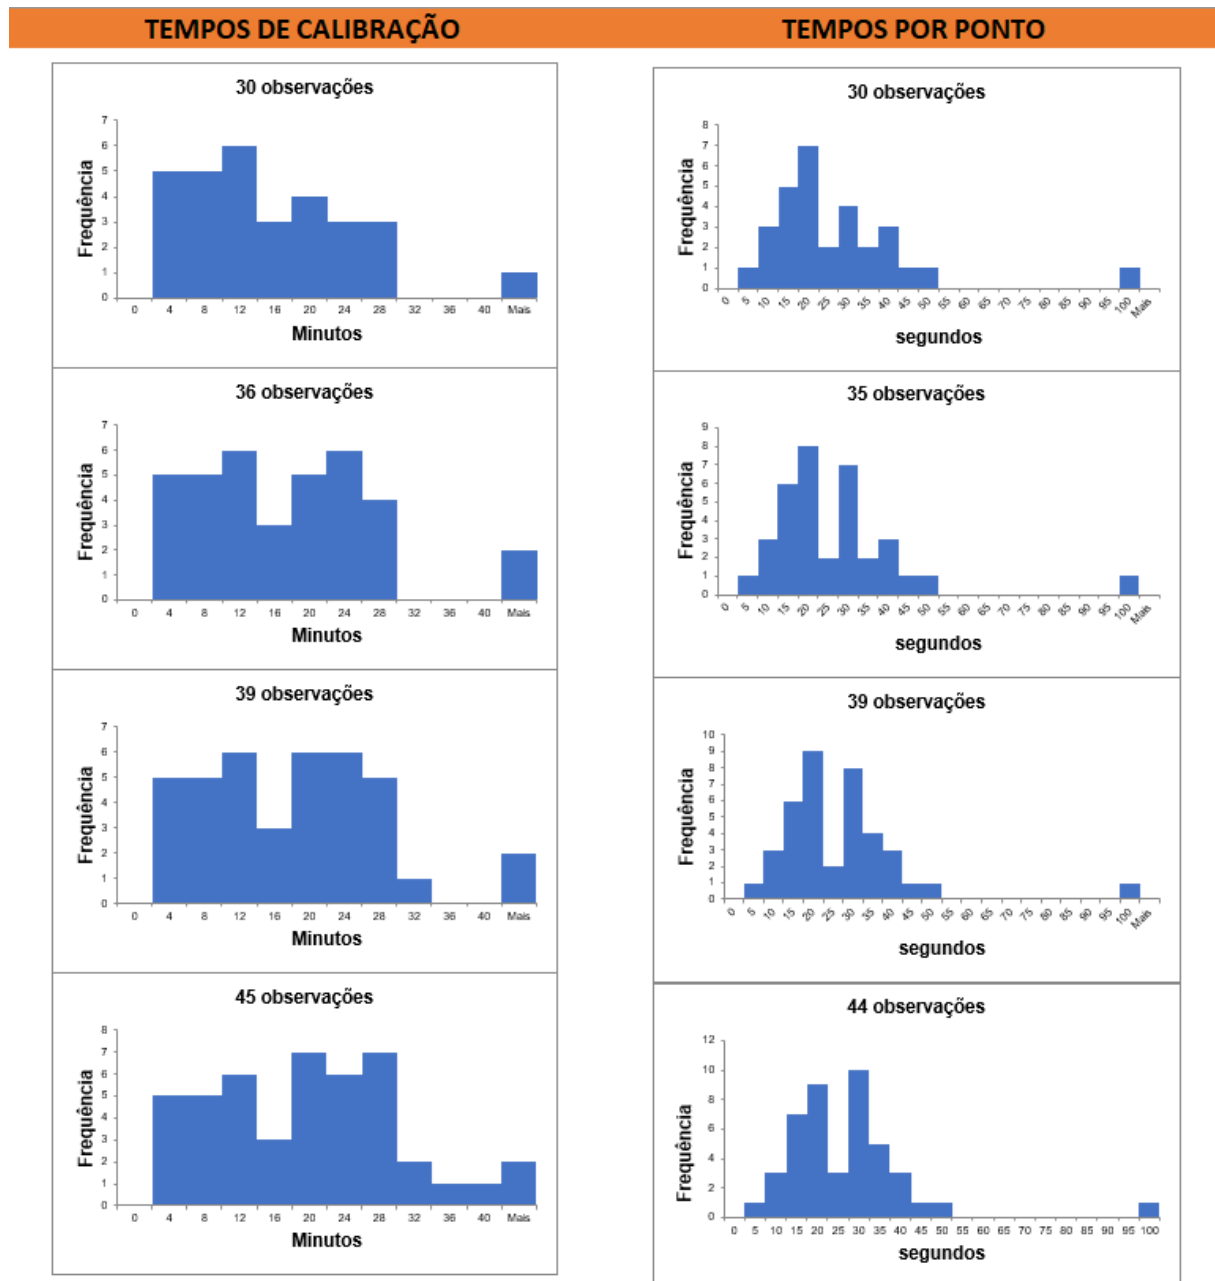 TEMPOS DE CALIBRAÇÃO
TEMPOS POR PONTO
30 observações
7
6
5
4
3
2
1
0
Frequência
0 4 8 12 16 20 24 28 32 36 40 Mais
Minutos
30 observações
8
7
6
5
4
3
2
1
0
Frequência
0 5 10 15 20 25 30 35 40 45 50 55 60 65 70 75 80 85 90 95 100 Mais
segundos
36 observações
7
6
5
4
3
2
1
0
Frequência
0 4 8 12 16 20 24 28 32 36 40 Mais
Minutos
35 observações
9
8
7
6
5
4
3
2
1
0
Frequência
0 5 10 15 20 25 30 35 40 45 50 55 60 65 70 75 80 85 90 95 100 Mais
segundos
39 observações
7
6
5
4
3
2
1
0
Frequência
0 4 8 12 16 20 24 28 32 36 40 Mais
Minutos
39 observações
10
9
8
7
6
5
4
3
2
1
0
Frequência
0 5 10 15 20 25 30 35 40 45 50 55 60 65 70 75 80 85 90 95 100 Mais
segundos
45 observações
8
7
6
5
4
3
2
1
0
Frequência
0 4 8 12 16 20 24 28 32 36 40 Mais
Minutos
44 observações
12
10
8
6
4
2
0
Frequência
0 5 10 15 20 25 30 35 40 45 50 55 60 65 70 75 80 85 90 95 100
segundos